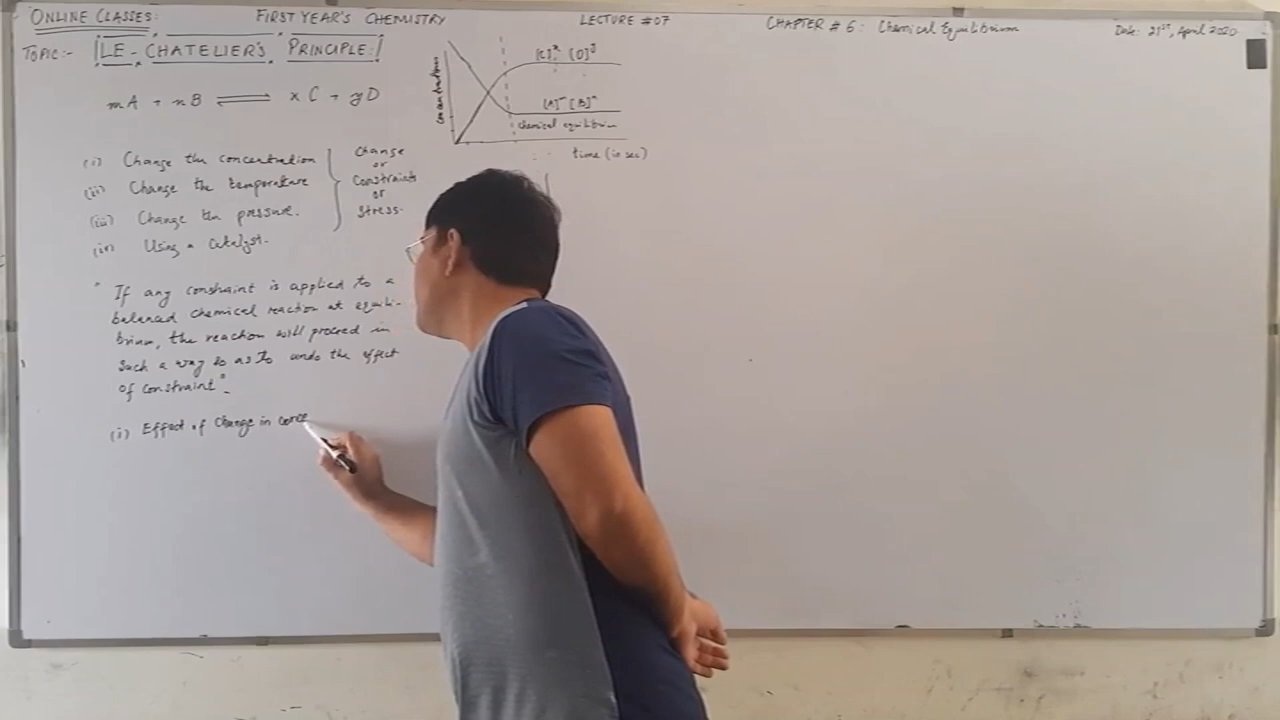 ONLINE CLASSES: FIRST YEAR'S CHEMISTRY LECTURE #07 CHAPTER # 6: Chemical Equilibrium Date: 21ST, April 2020
TOPIC:- LE-CHATELIER'S PRINCIPLE:
mA + nB ⇌ xC + yD
(i) Change the concentration
(ii) Change the temperature
(iii) Change the pressure.
(iv) Using a Catalyst.
Change
or
Constraints
or
Stress.
[C]ˣ [D]ʸ
[A]ᵐ [B]ⁿ
chemical equilibrium
time (in sec)
"If any constraint is applied to a
balanced chemical reaction at equili-
brium, the reaction will proceed in
such a way so as to undo the effect
of constraint".
(i) Effect of Change in conce